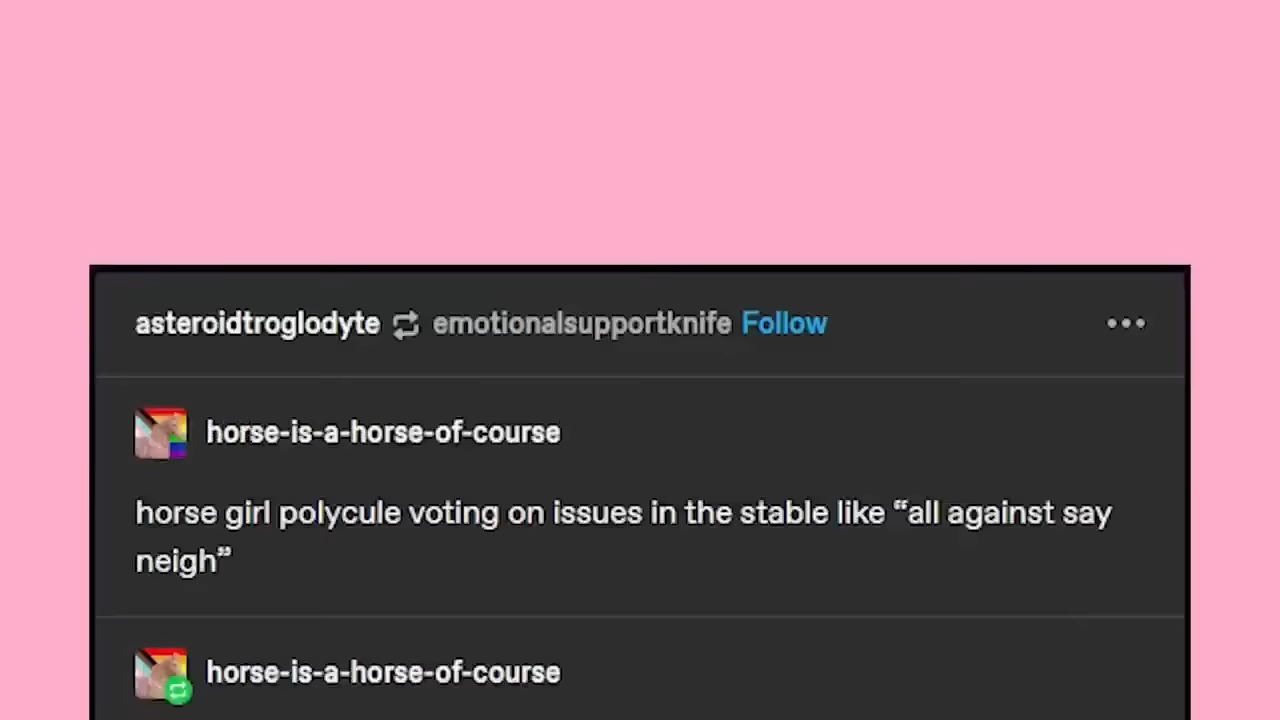 asteroidtroglodyte emotionalsupportknife Follow
horse-is-a-horse-of-course
horse girl polycule voting on issues in the stable like “all against say
neigh”
horse-is-a-horse-of-course